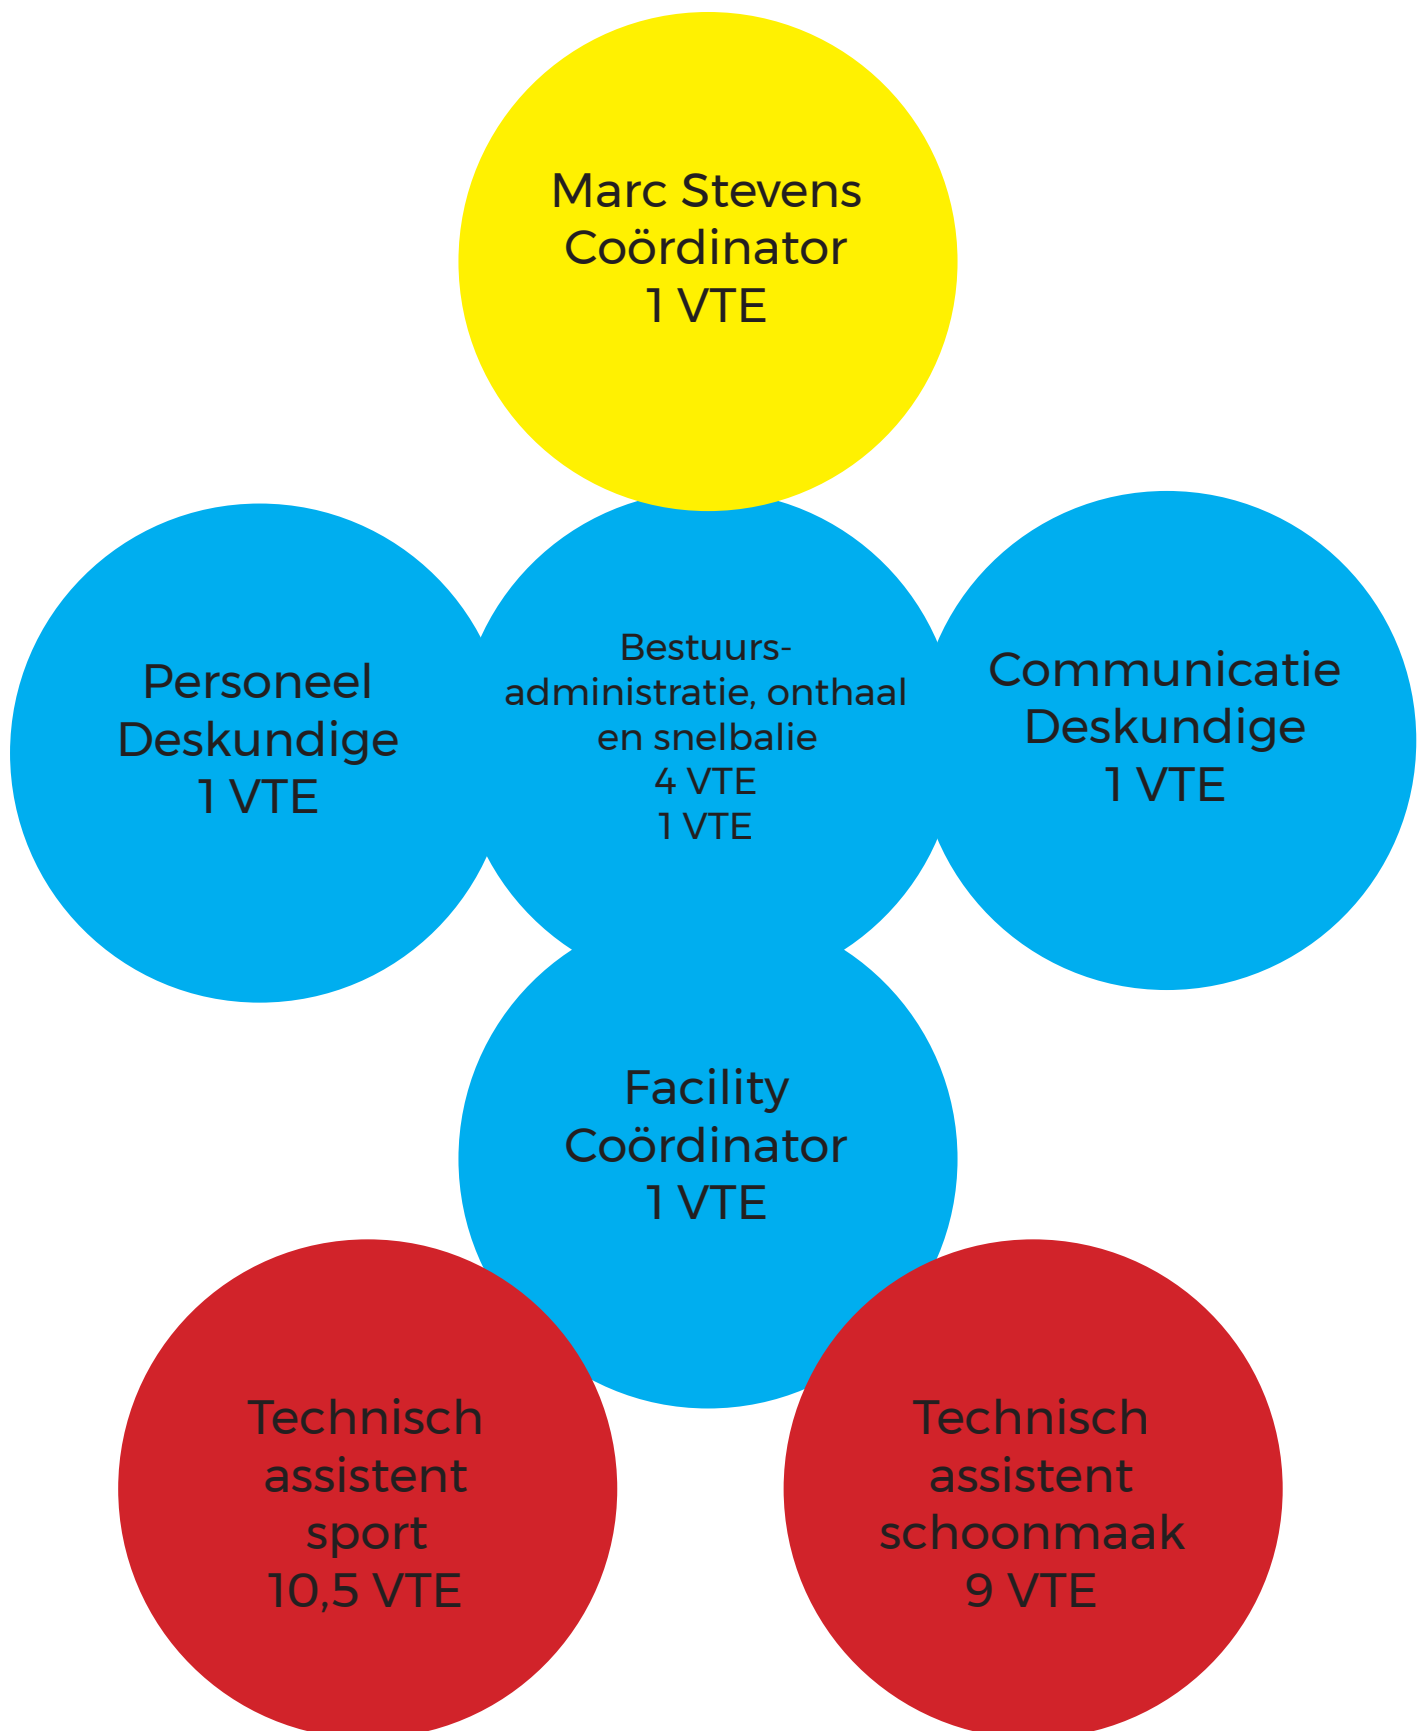 Marc Stevens
Coördinator
1 VTE
Personeel
Deskundige
1 VTE
Bestuurs-
administratie, onthaal
en snelbalie
4 VTE
1 VTE
Communicatie
Deskundige
1 VTE
Facility
Coördinator
1 VTE
Technisch
assistent
sport
10,5 VTE
Technisch
assistent
schoonmaak
9 VTE